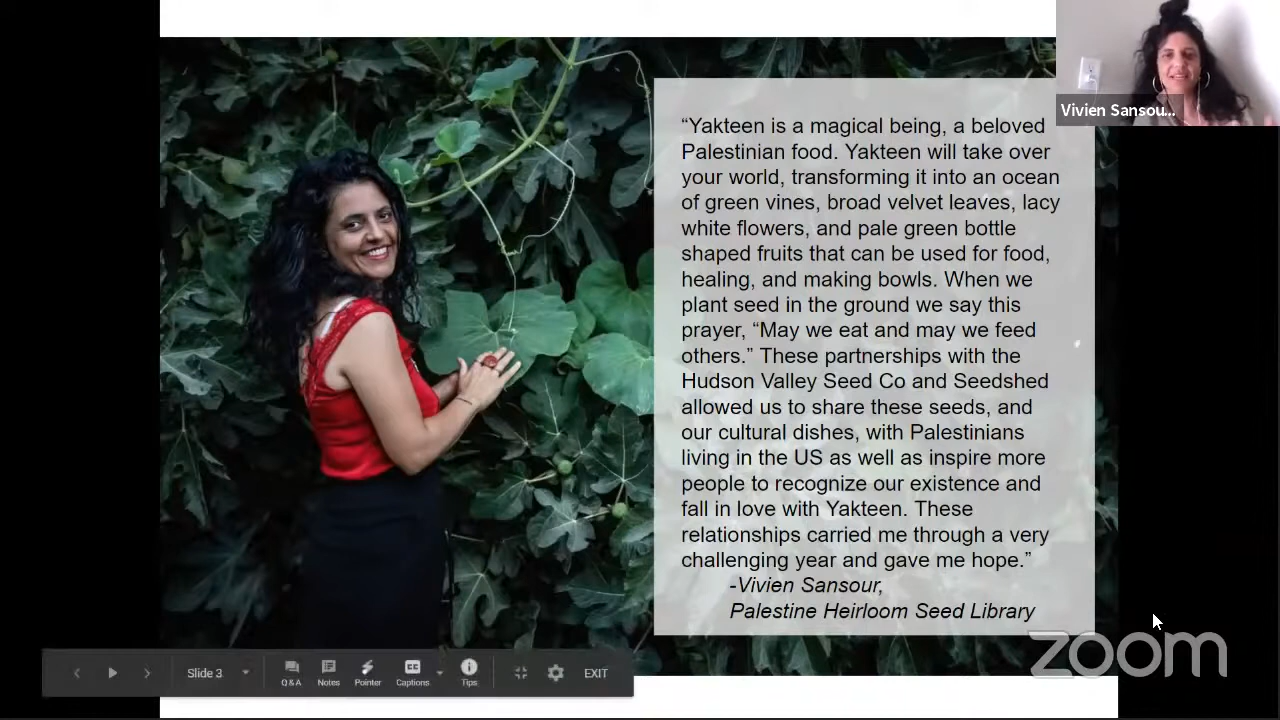 “Yakteen is a magical being, a beloved
Palestinian food. Yakteen will take over
your world, transforming it into an ocean
of green vines, broad velvet leaves, lacy
white flowers, and pale green bottle
shaped fruits that can be used for food,
healing, and making bowls. When we
plant seed in the ground we say this
prayer, “May we eat and may we feed
others.” These partnerships with the
Hudson Valley Seed Co and Seedshed
allowed us to share these seeds, and
our cultural dishes, with Palestinians
living in the US as well as inspire more
people to recognize our existence and
fall in love with Yakteen. These
relationships carried me through a very
challenging year and gave me hope.”
-Vivien Sansour,
Palestine Heirloom Seed Library
Vivien Sansou...
zoom
Slide 3
Q & A
Notes
Pointer
CC
Captions
Tips
EXIT